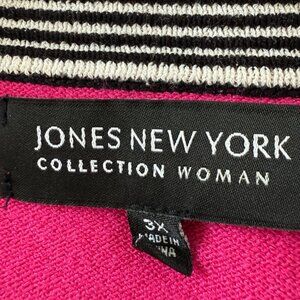 JONES NEW YORK
COLLECTION WOMAN
3X
MADE IN